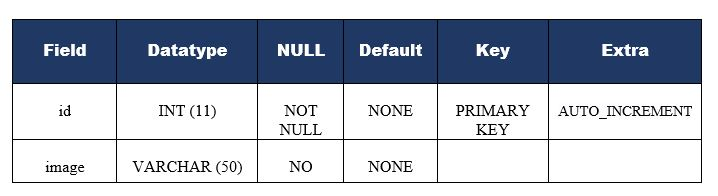 Field Datatype NULL Default Key Extra
id INT (11) NOT NULL NONE PRIMARY KEY AUTO_INCREMENT
image VARCHAR (50) NO NONE